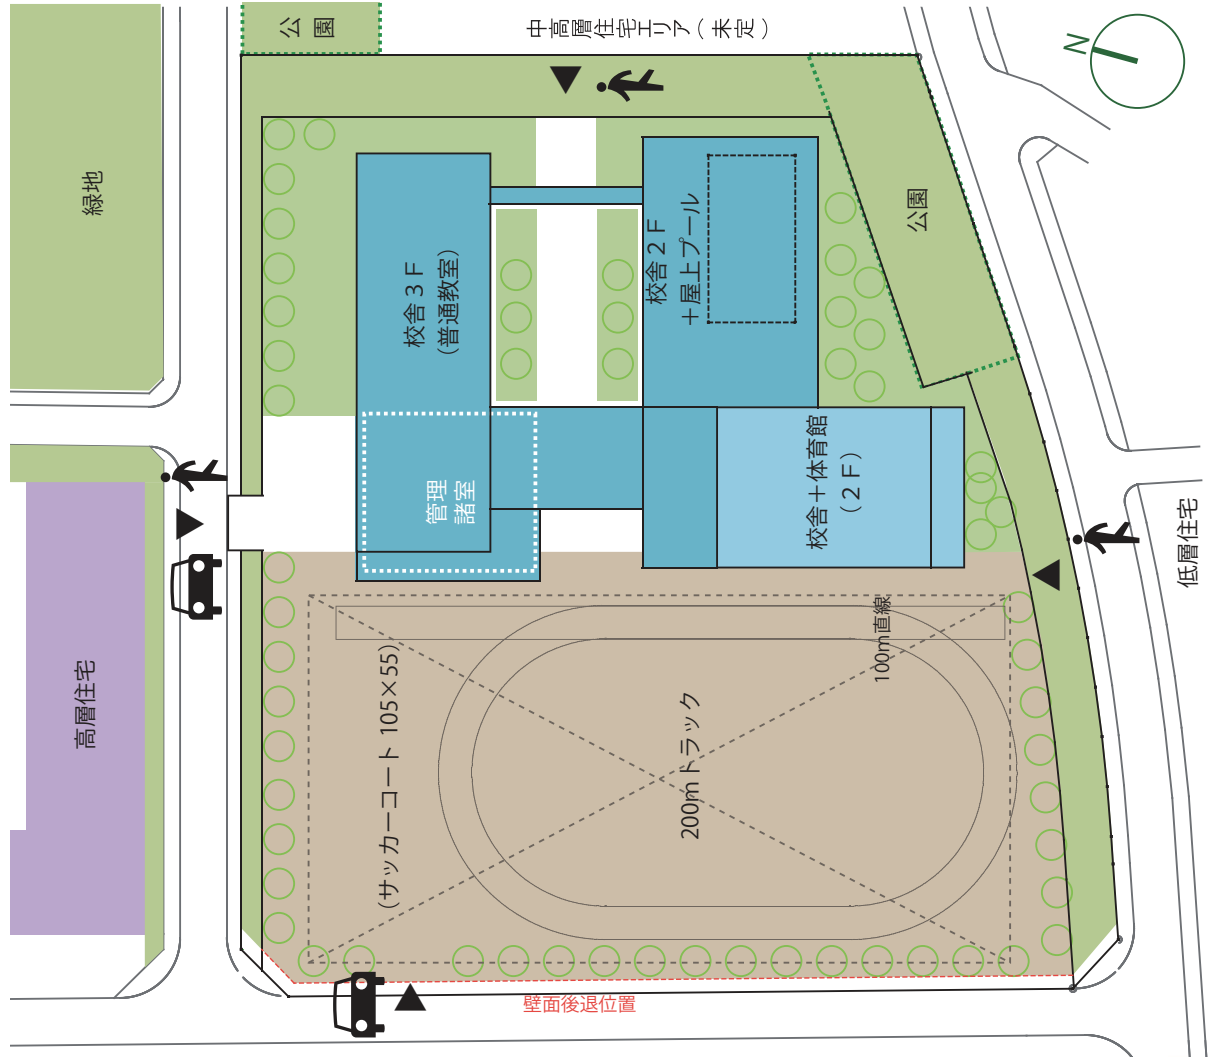 公園
中高層住宅エリア（未定）
N
緑地
公園
校舎３Ｆ
（普通教室）
校舎２Ｆ
＋屋上プール
管理
諸室
校舎＋体育館
（２Ｆ）
低層住宅
高層住宅
（サッカーコート 105×55）
200mトラック
100m直線
壁面後退位置